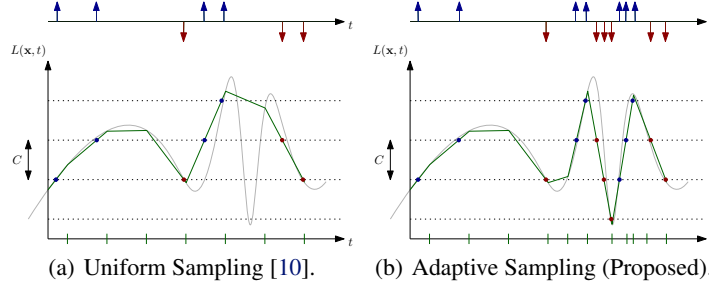 t
L(x, t)
L(x, t)
C
C
t
(a) Uniform Sampling [10].
(b) Adaptive Sampling (Proposed).